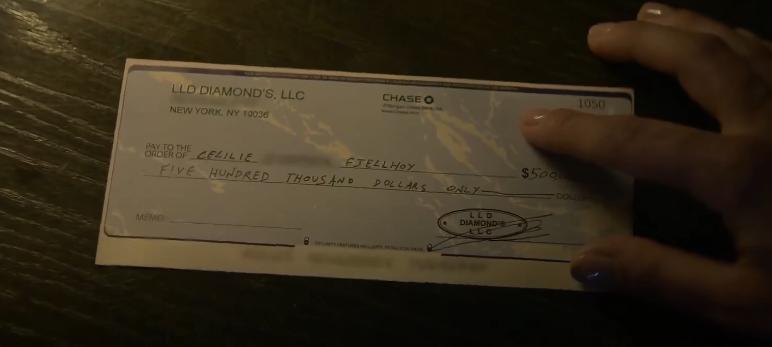 LLD DIAMOND'S, LLC
CHASE
1050
NEW YORK, NY 10036
PAY TO THE
ORDER OF CECILIE FJELLHOY
$500
FIVE HUNDRED THOUSAND DOLLARS ONLY
MEMO
LLD
DIAMOND'S
LLC